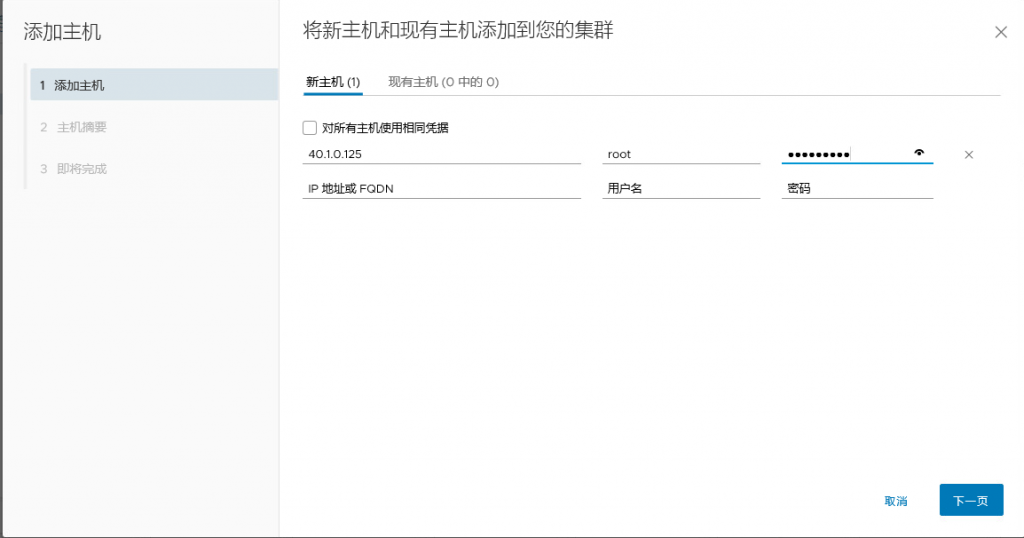 添加主机
1 添加主机
2 主机摘要
3 即将完成
将新主机和现有主机添加到您的集群
新主机 (1) 现有主机 (0 中的 0)
对所有主机使用相同凭据
40.1.0.125 root •••••••••
IP 地址或 FQDN 用户名 密码
取消 下一页